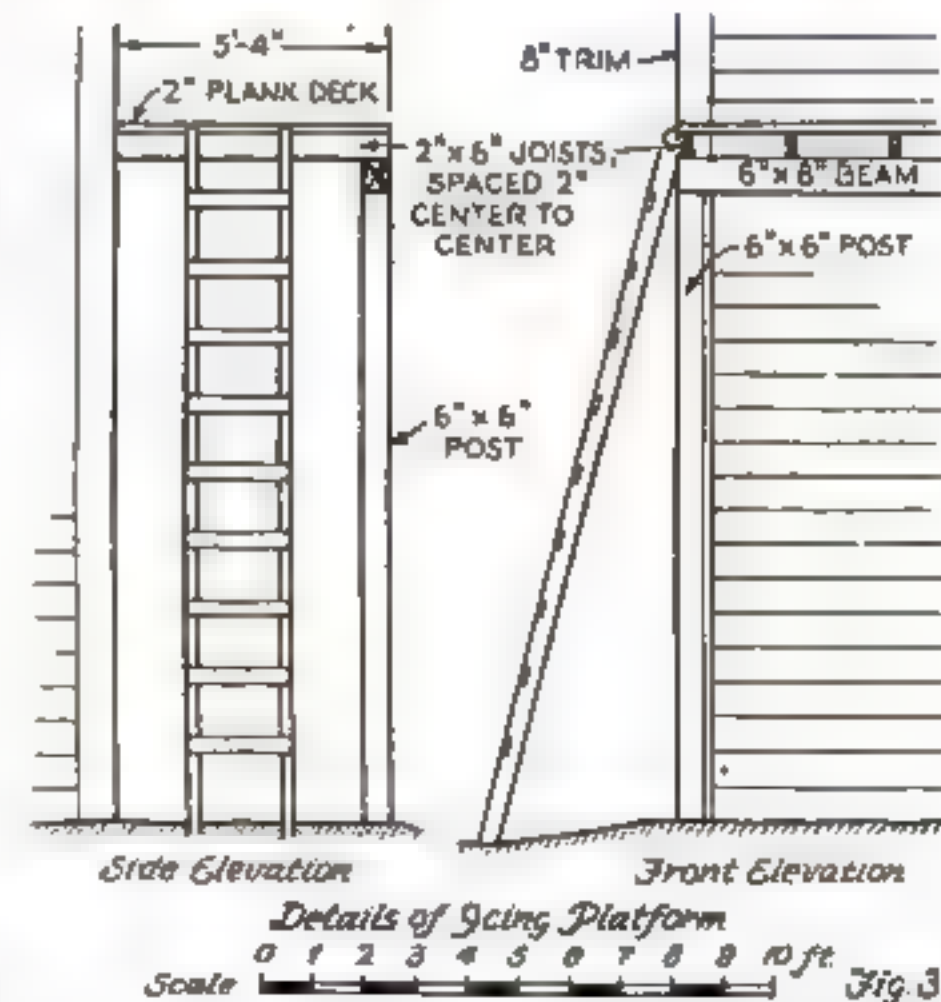 5'-4"
8" TRIM
2" PLANK DECK
2" x 6" JOISTS,
SPACED 2"
CENTER TO
CENTER
6" x 8" BEAM
6" x 6" POST
6" x 6"
POST
Side Elevation
Front Elevation
Details of Icing Platform
0 1 2 3 4 5 6 7 8 9 10 ft.
Scale
Fig. 3